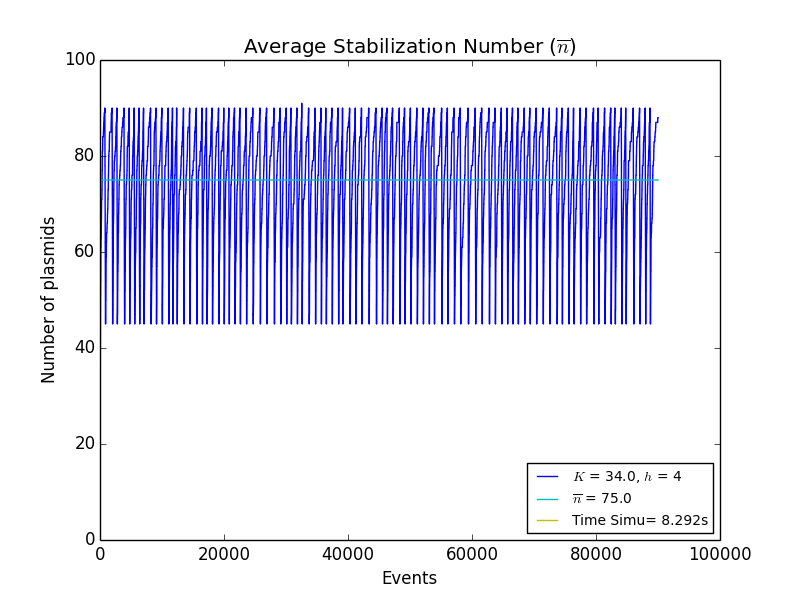 Average Stabilization Number (n̅)
Number of plasmids
100
80
60
40
20
0
K = 34.0, h = 4
n̅ = 75.0
Time Simu= 8.292s
0 20000 40000 60000 80000 100000
Events